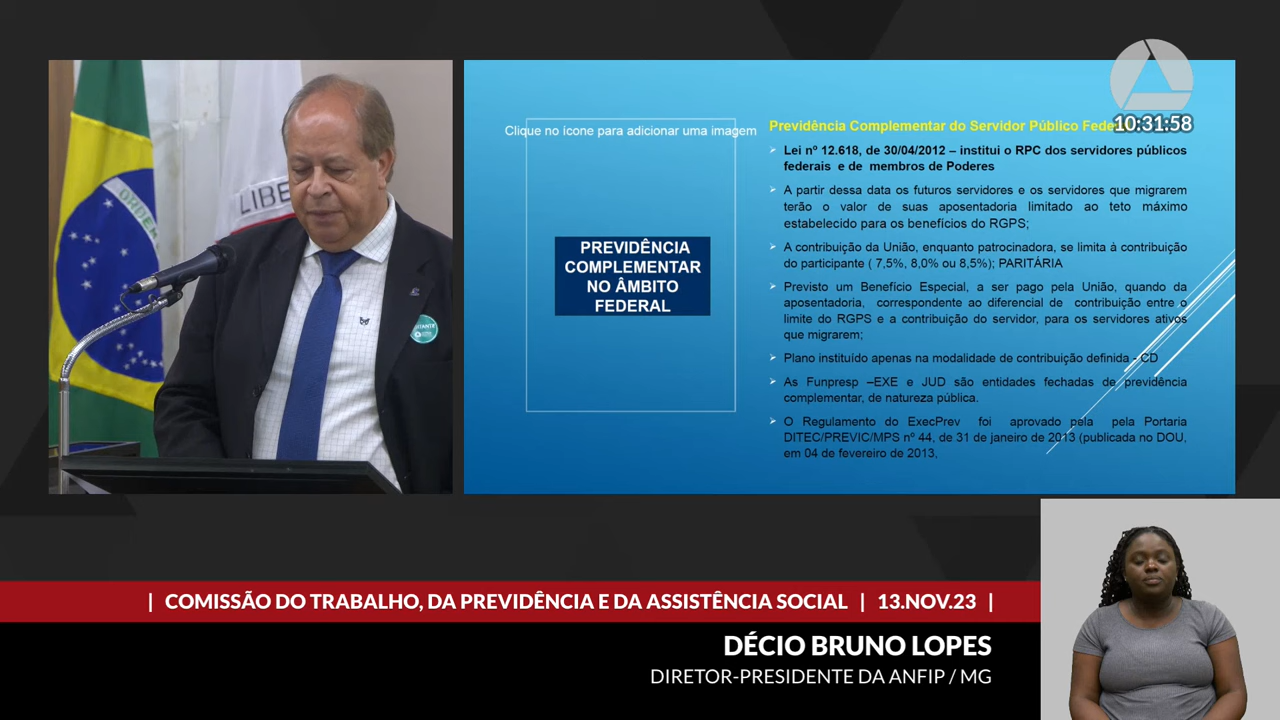 LIBE
ORDEM
10:31:58
Clique no ícone para adicionar uma imagem
PREVIDÊNCIA
COMPLEMENTAR
NO ÂMBITO
FEDERAL
Previdência Complementar do Servidor Público
Lei nº 12.618, de 30/04/2012 – institui o RPC dos servidores públicos
federais e de membros de Poderes
A partir dessa data os futuros servidores e os servidores que migrarem
terão o valor de suas aposentadoria limitado ao teto máximo
estabelecido para os benefícios do RGPS;
A contribuição da União, enquanto patrocinadora, se limita à contribuição
do participante ( 7,5%, 8,0% ou 8,5%); PARITÁRIA
Previsto um Benefício Especial, a ser pago pela União, quando da
aposentadoria, correspondente ao diferencial de contribuição entre o
limite do RGPS e a contribuição do servidor, para os servidores ativos
que migrarem;
Plano instituído apenas na modalidade de contribuição definida - CD
As Funpresp –EXE e JUD são entidades fechadas de previdência
complementar, de natureza pública.
O Regulamento do ExecPrev foi aprovado pela pela Portaria
DITEC/PREVIC/MPS nº 44, de 31 de janeiro de 2013 (publicada no DOU,
em 04 de fevereiro de 2013,
| COMISSÃO DO TRABALHO, DA PREVIDÊNCIA E DA ASSISTÊNCIA SOCIAL | 13.NOV.23 |
DÉCIO BRUNO LOPES
DIRETOR-PRESIDENTE DA ANFIP / MG